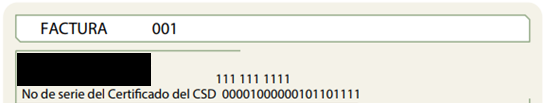 FACTURA 001
111 111 1111
No de serie del Certificado del CSD 00001000000101101111